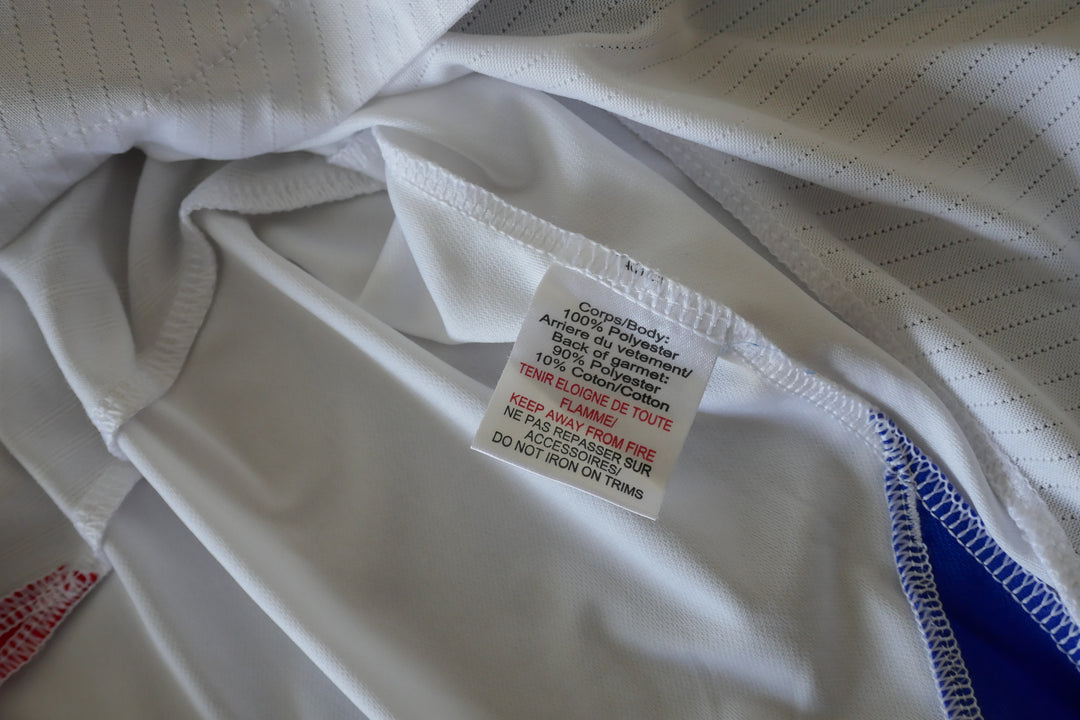 Corps/Body:
100% Polyester
Arriere du vetement/
Back of garmet:
90% Polyester
10% Coton/Cotton
TENIR ELOIGNE DE TOUTE
FLAMME/
KEEP AWAY FROM FIRE
NE PAS REPASSER SUR
ACCESSOIRES/
DO NOT IRON ON TRIMS